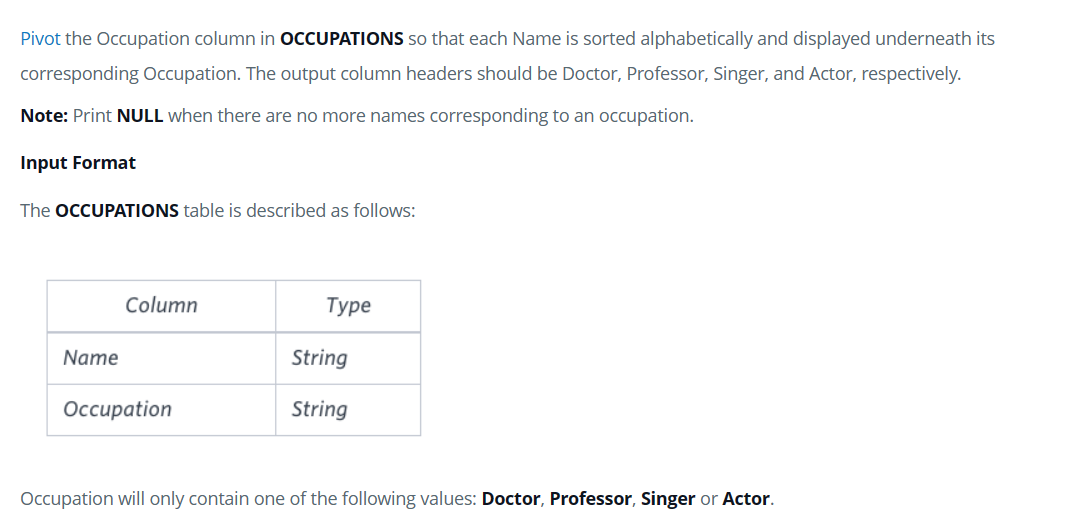 Pivot the Occupation column in OCCUPATIONS so that each Name is sorted alphabetically and displayed underneath its
corresponding Occupation. The output column headers should be Doctor, Professor, Singer, and Actor, respectively.
Note: Print NULL when there are no more names corresponding to an occupation.
Input Format
The OCCUPATIONS table is described as follows:
Column Type
Name String
Occupation String
Occupation will only contain one of the following values: Doctor, Professor, Singer or Actor.